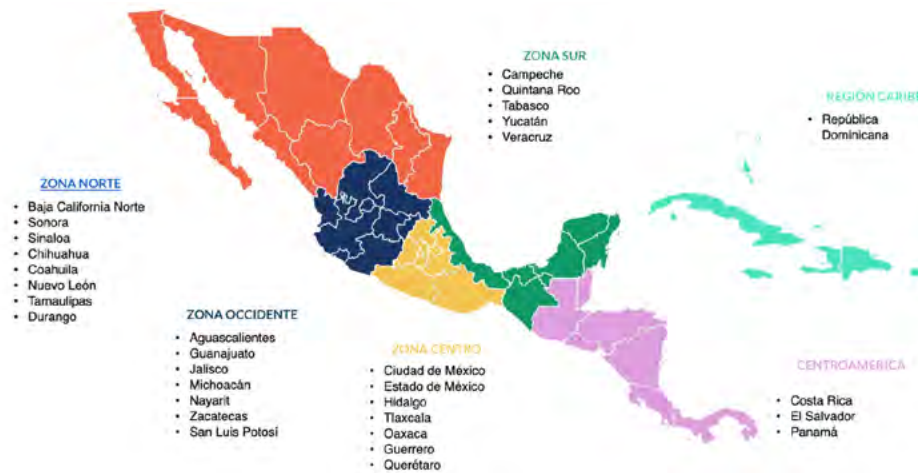 ZONA SUR
• Campeche
• Quintana Roo
• Tabasco
• Yucatán
• Veracruz
REGIÓN CARIBE
• República
Dominicana
ZONA NORTE
• Baja California Norte
• Sonora
• Sinaloa
• Chihuahua
• Coahuila
• Nuevo León
• Tamaulipas
• Durango
ZONA OCCIDENTE
• Aguascalientes
• Guanajuato
• Jalisco
• Michoacán
• Nayarit
• Zacatecas
• San Luis Potosí
ZONA CENTRO
• Ciudad de México
• Estado de México
• Hidalgo
• Tlaxcala
• Oaxaca
• Guerrero
• Querétaro
CENTROAMERICA
• Costa Rica
• El Salvador
• Panamá